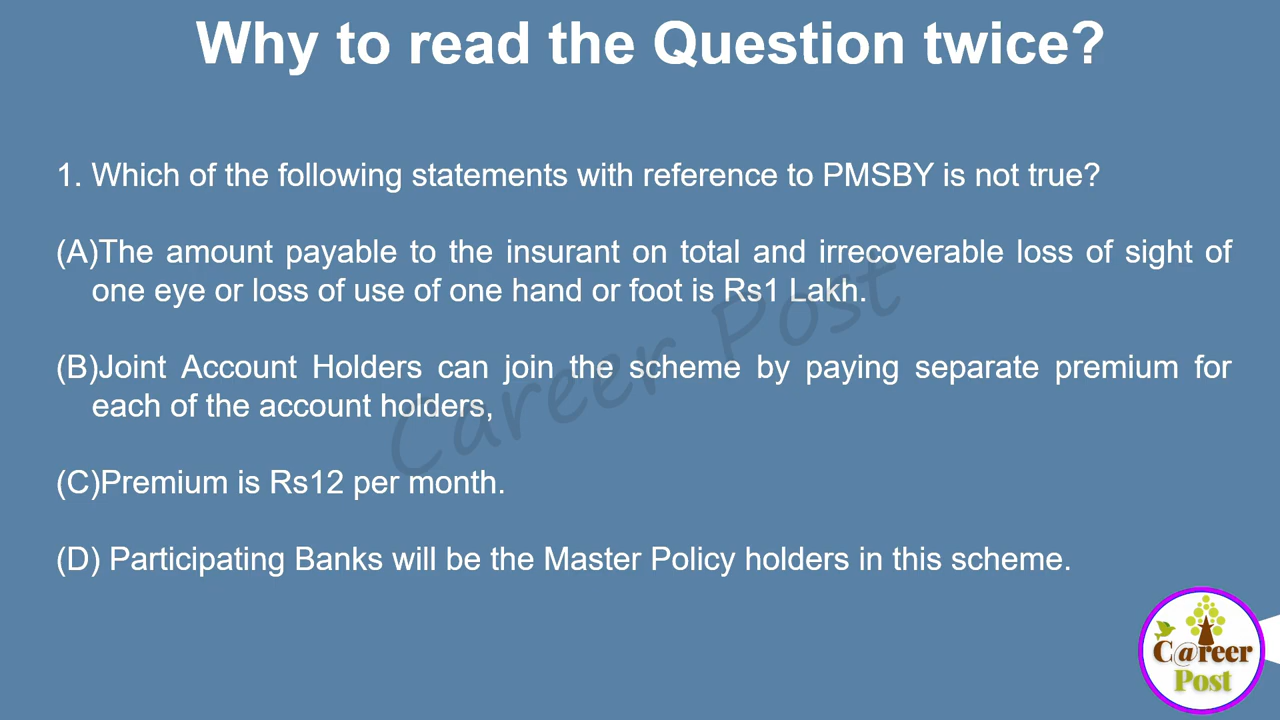 Why to read the Question twice?
1. Which of the following statements with reference to PMSBY is not true?
(A)The amount payable to the insurant on total and irrecoverable loss of sight of
one eye or loss of use of one hand or foot is Rs1 Lakh.
(B)Joint Account Holders can join the scheme by paying separate premium for
each of the account holders,
(C)Premium is Rs12 per month.
(D) Participating Banks will be the Master Policy holders in this scheme.
Career Post
C@reer
Post